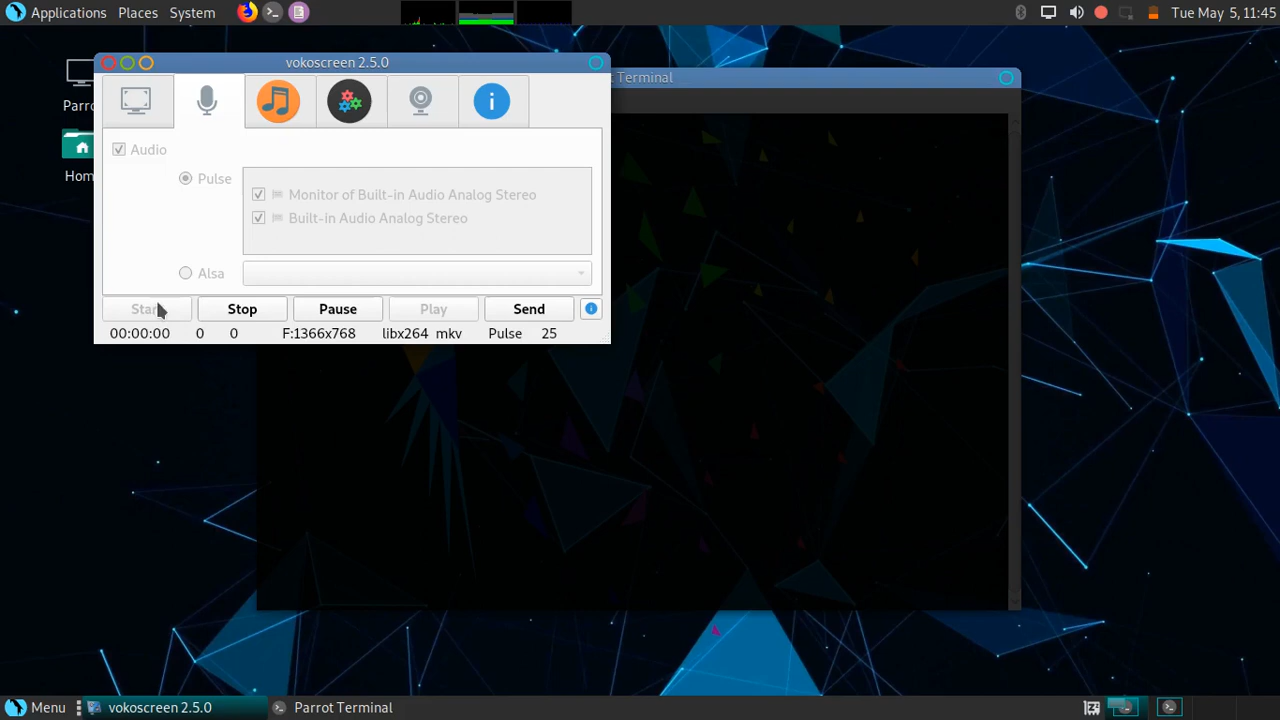 Applications Places System
Tue May 5, 11:45
vokoscreen 2.5.0
Terminal
Parro
Home
Audio
Pulse
Monitor of Built-in Audio Analog Stereo
Built-in Audio Analog Stereo
Alsa
Stop Pause Play Send
00:00:00 0 0 F:1366x768 libx264 mkv Pulse 25
Menu vokoscreen 2.5.0 Parrot Terminal